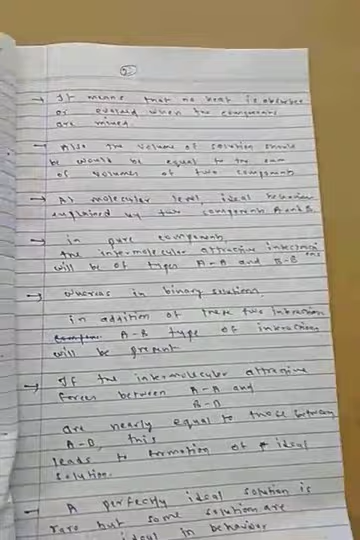 → It means that no heat is absorbed
or evolved when two components
are mixed.
→ Also the volume of solution should
be would be equal to the sum
of volumes of two components
→ At molecular level, ideal behaviour
explained by two components A and B.
→ in pure component,
the intermolecular attractive interactions
will be of types A-A and B-B
→ Whereas in binary solutions,
in addition of these two interaction
A-B type of interactions
will be present
→ If the intermolecular attractive
forces between A-A and
B-B
are nearly equal to those between
A-B, this
leads to formation of ideal
solution.
→ A perfectly ideal solution is
rare but some solution are
ideal in behaviour